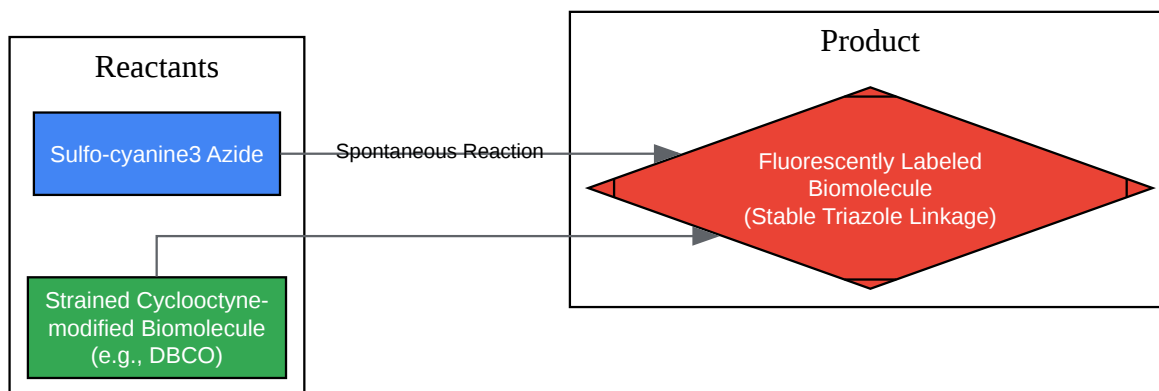 Reactants
Sulfo-cyanine3 Azide
Strained Cyclooctyne-
modified Biomolecule
(e.g., DBCO)
Spontaneous Reaction
Product
Fluorescently Labeled
Biomolecule
(Stable Triazole Linkage)